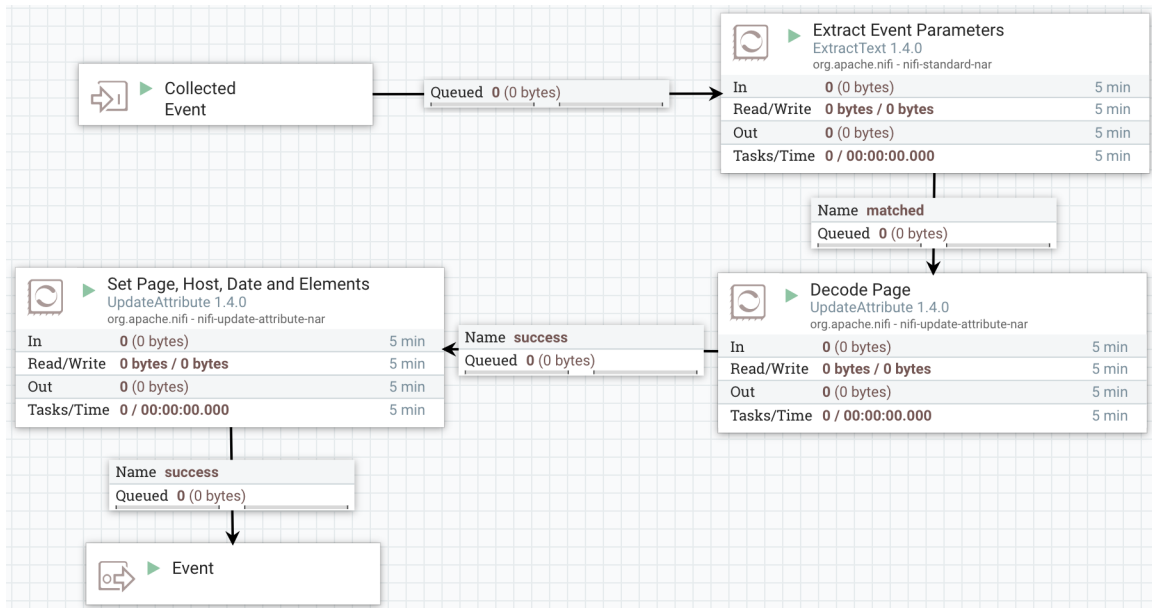 Collected
Event
Queued 0 (0 bytes)
Extract Event Parameters
ExtractText 1.4.0
org.apache.nifi - nifi-standard-nar
In 0 (0 bytes) 5 min
Read/Write 0 bytes / 0 bytes 5 min
Out 0 (0 bytes) 5 min
Tasks/Time 0 / 00:00:00.000 5 min
Name matched
Queued 0 (0 bytes)
Decode Page
UpdateAttribute 1.4.0
org.apache.nifi - nifi-update-attribute-nar
In 0 (0 bytes) 5 min
Read/Write 0 bytes / 0 bytes 5 min
Out 0 (0 bytes) 5 min
Tasks/Time 0 / 00:00:00.000 5 min
Name success
Queued 0 (0 bytes)
Set Page, Host, Date and Elements
UpdateAttribute 1.4.0
org.apache.nifi - nifi-update-attribute-nar
In 0 (0 bytes) 5 min
Read/Write 0 bytes / 0 bytes 5 min
Out 0 (0 bytes) 5 min
Tasks/Time 0 / 00:00:00.000 5 min
Name success
Queued 0 (0 bytes)
Event